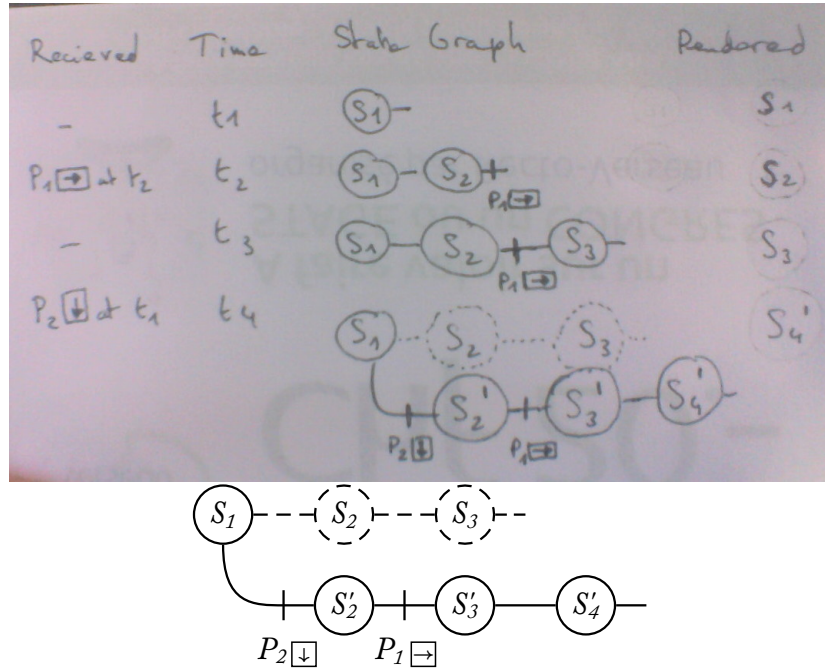 Recieved Time State Graph Rendered
- t1 S1 S1
P1 → at t2 t2 S1 S2 S2
P1 →
- t3 S1 S2 S3 S3
P1 →
P2 ↓ at t1 t4 S1 S2 S3 S4'
S2' S3' S4'
P2 ↓ P1 →
S1 S2 S3
S'2 S'3 S'4
P2 ↓ P1 →